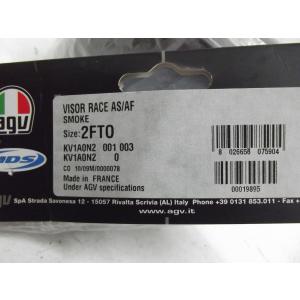 agv
VISOR RACE AS/AF
SMOKE
Size: 2FTO
KV1A0N2 001 003
KV1A0N2 0
CO 10/09M/0000078
Made in FRANCE
Under AGV specifications
8 026658 075904
00019895
SpA Strada Savonesa 12 - 15057 Rivalta Scrivia (AL) Italy Phone +39 0131 853.011 - Fax
www.agv.it